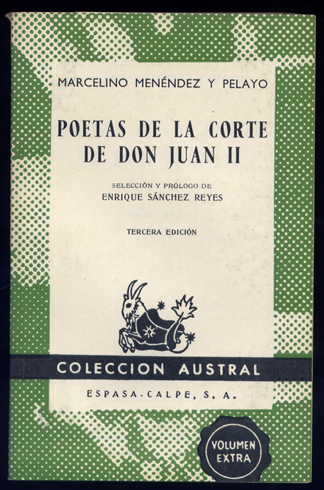 MARCELINO MENÉNDEZ Y PELAYO
POETAS DE LA CORTE
DE DON JUAN II
SELECCIÓN Y PRÓLOGO DE
ENRIQUE SÁNCHEZ REYES
TERCERA EDICIÓN
COLECCION AUSTRAL
ESPASA-CALPE, S. A.
VOLUMEN
EXTRA